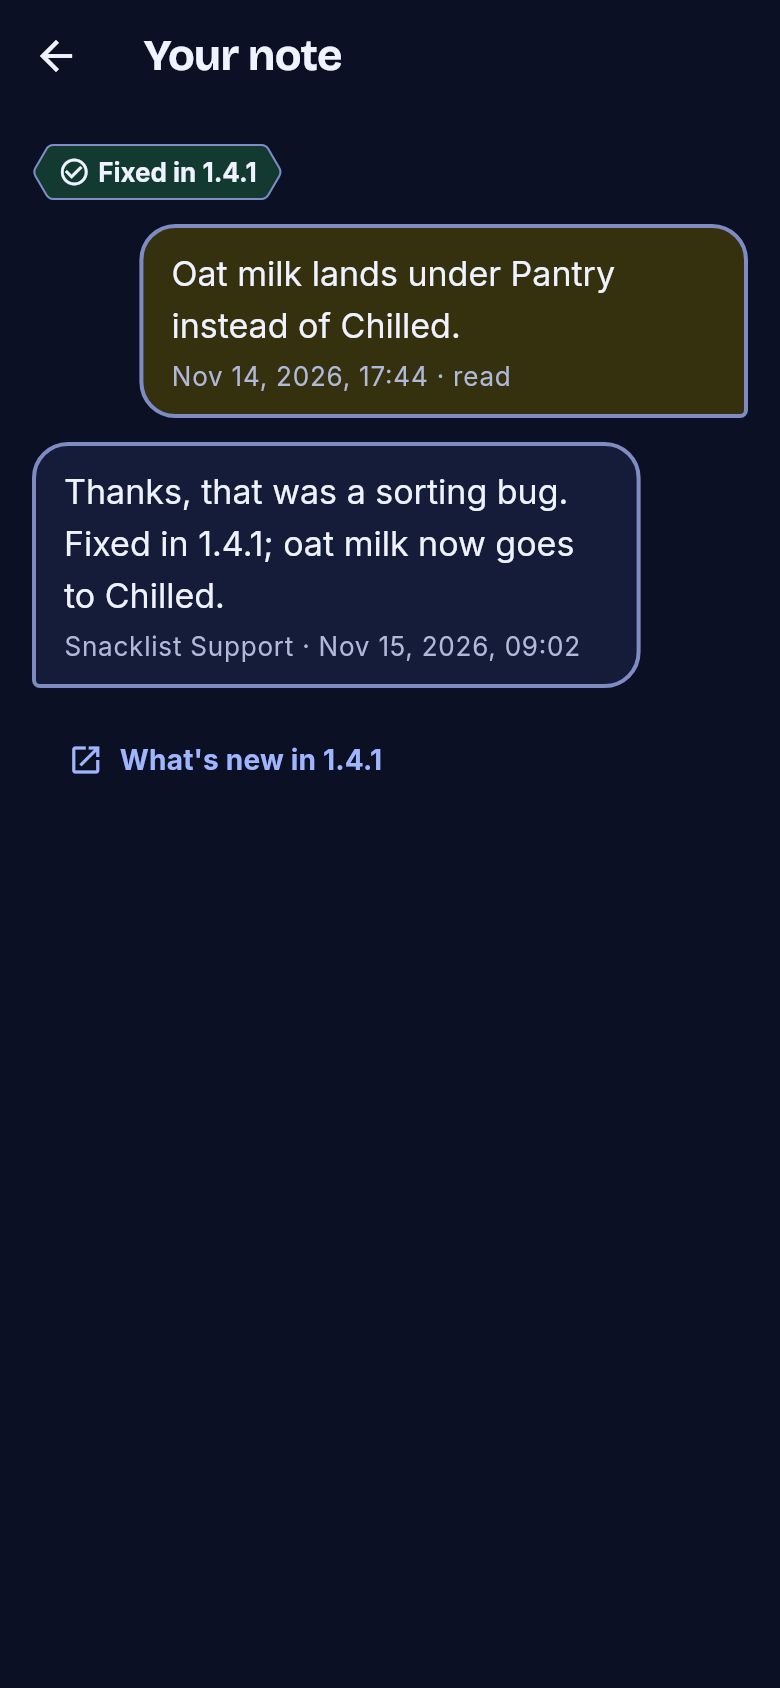 Your note
Fixed in 1.4.1
Oat milk lands under Pantry
instead of Chilled.
Nov 14, 2026, 17:44 · read
Thanks, that was a sorting bug.
Fixed in 1.4.1; oat milk now goes
to Chilled.
Snacklist Support · Nov 15, 2026, 09:02
What's new in 1.4.1